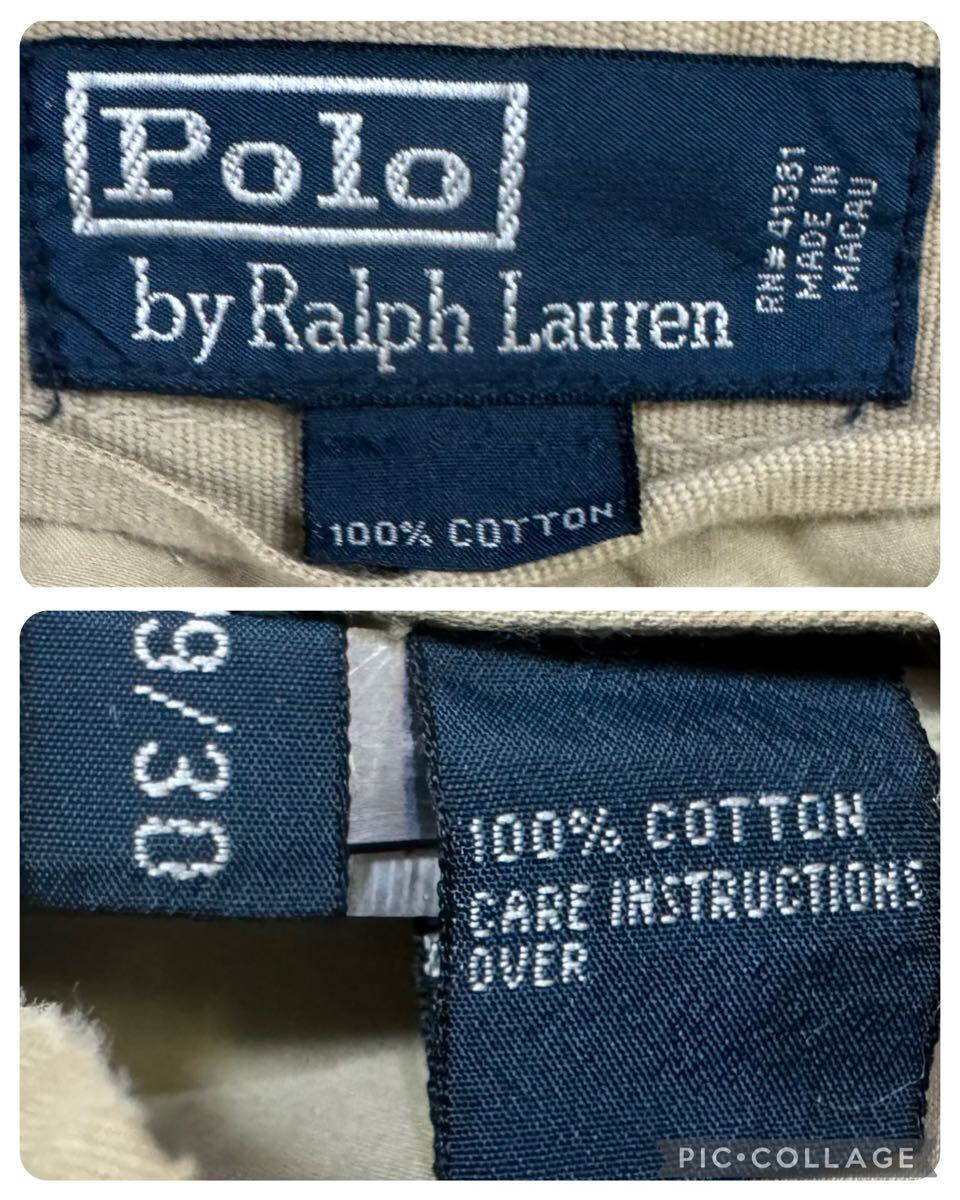 Polo
by Ralph Lauren
RN# 41381
MADE IN
MACAU
100% COTTON
9/30
100% COTTON
CARE INSTRUCTIONS
OVER
PIC•COLLAGE